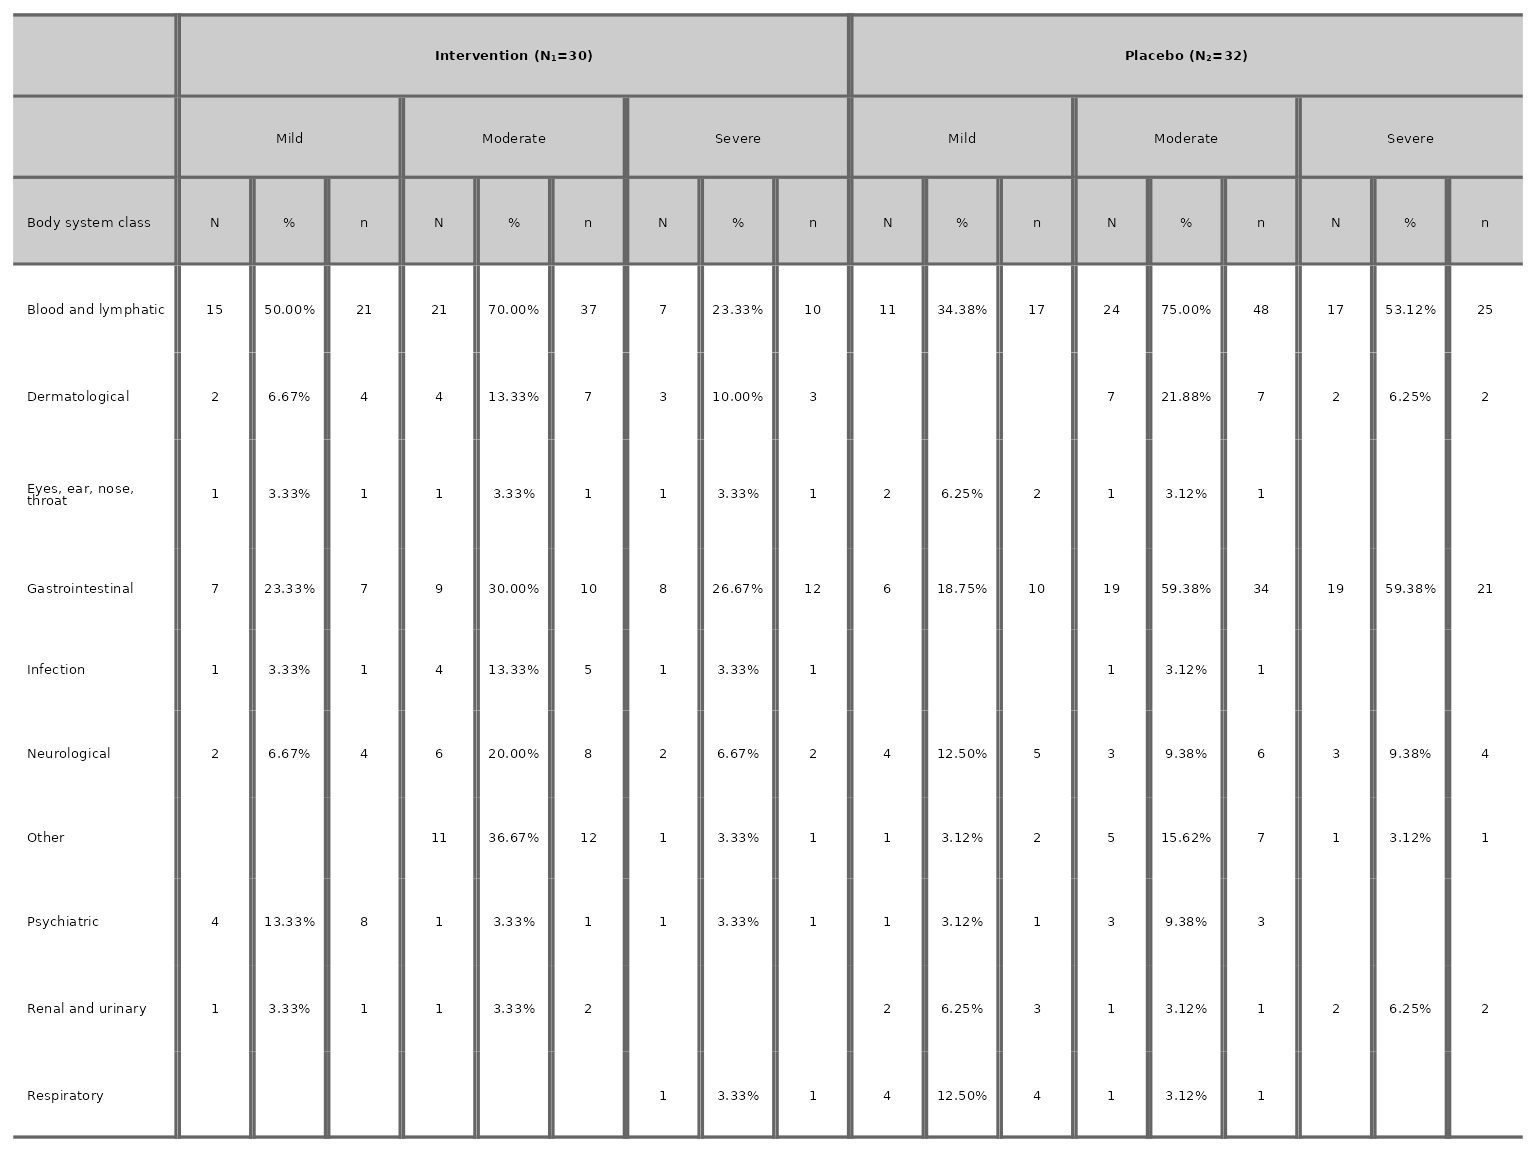 Intervention (N₁=30) Placebo (N₂=32)
Mild Moderate Severe Mild Moderate Severe
Body system class N % n N % n N % n N % n N % n N % n
Blood and lymphatic 15 50.00% 21 21 70.00% 37 7 23.33% 10 11 34.38% 17 24 75.00% 48 17 53.12% 25
Dermatological 2 6.67% 4 4 13.33% 7 3 10.00% 3 7 21.88% 7 2 6.25% 2
Eyes, ear, nose,
throat 1 3.33% 1 1 3.33% 1 1 3.33% 1 2 6.25% 2 1 3.12% 1
Gastrointestinal 7 23.33% 7 9 30.00% 10 8 26.67% 12 6 18.75% 10 19 59.38% 34 19 59.38% 21
Infection 1 3.33% 1 4 13.33% 5 1 3.33% 1 1 3.12% 1
Neurological 2 6.67% 4 6 20.00% 8 2 6.67% 2 4 12.50% 5 3 9.38% 6 3 9.38% 4
Other 11 36.67% 12 1 3.33% 1 1 3.12% 2 5 15.62% 7 1 3.12% 1
Psychiatric 4 13.33% 8 1 3.33% 1 1 3.33% 1 1 3.12% 1 3 9.38% 3
Renal and urinary 1 3.33% 1 1 3.33% 2 2 6.25% 3 1 3.12% 1 2 6.25% 2
Respiratory 1 3.33% 1 4 12.50% 4 1 3.12% 1